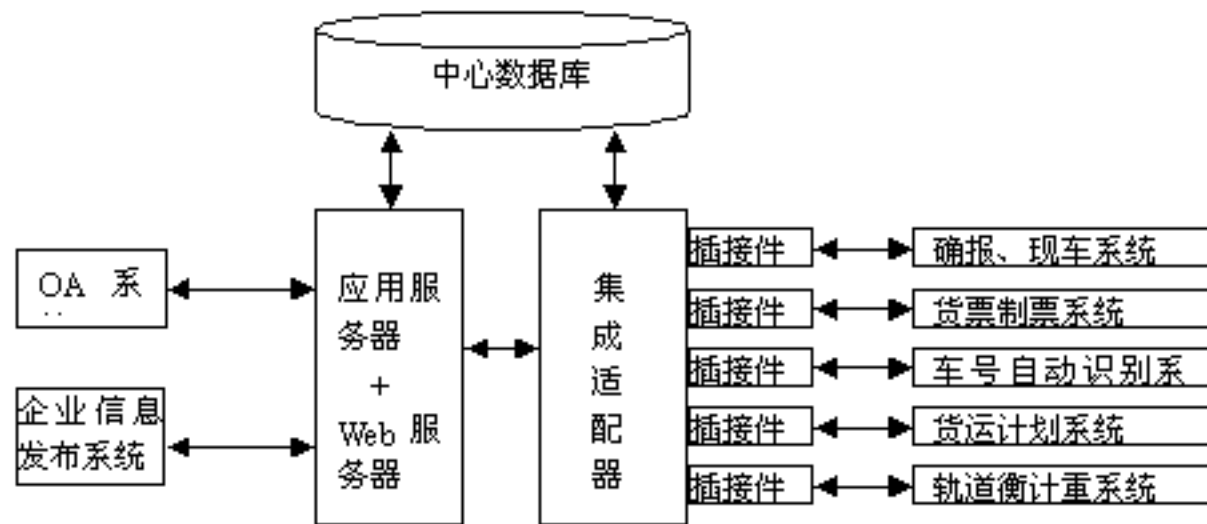 中心数据库
OA 系
企业信息
发布系统
应用服
务器
+
Web 服
务器
集
成
适
配
器
插接件
确报、现车系统
插接件
货票制票系统
插接件
车号自动识别系
插接件
货运计划系统
插接件
轨道衡计重系统